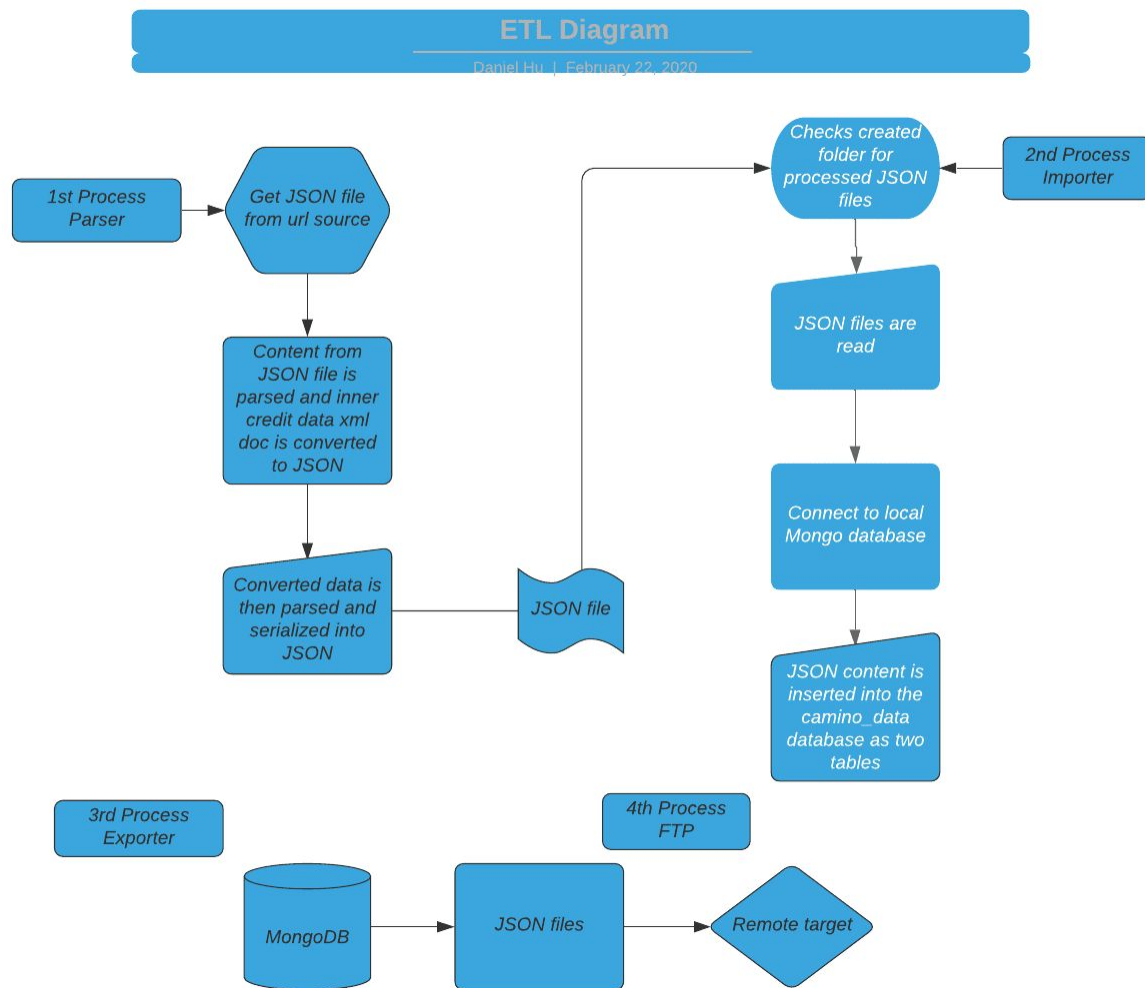 ETL Diagram
Daniel Hu | February 22, 2020
1st Process
Parser
Get JSON file
from url source
Content from
JSON file is
parsed and inner
credit data xml
doc is converted
to JSON
Converted data is
then parsed and
serialized into
JSON
JSON file
Checks created
folder for
processed JSON
files
2nd Process
Importer
JSON files are
read
Connect to local
Mongo database
JSON content is
inserted into the
camino_data
database as two
tables
3rd Process
Exporter
4th Process
FTP
MongoDB
JSON files
Remote target